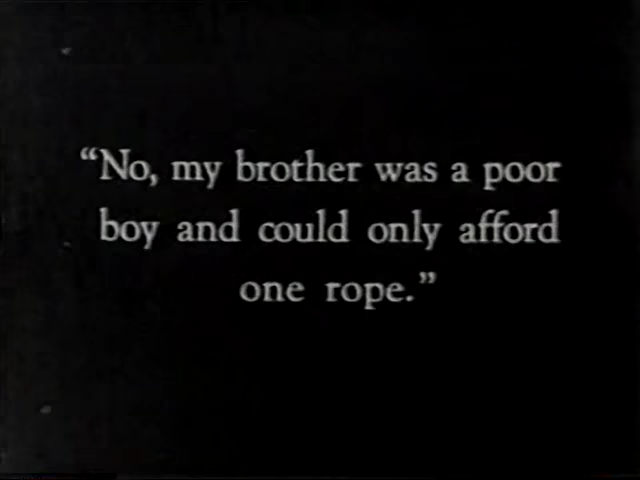 “No, my brother was a poor
boy and could only afford
one rope.”